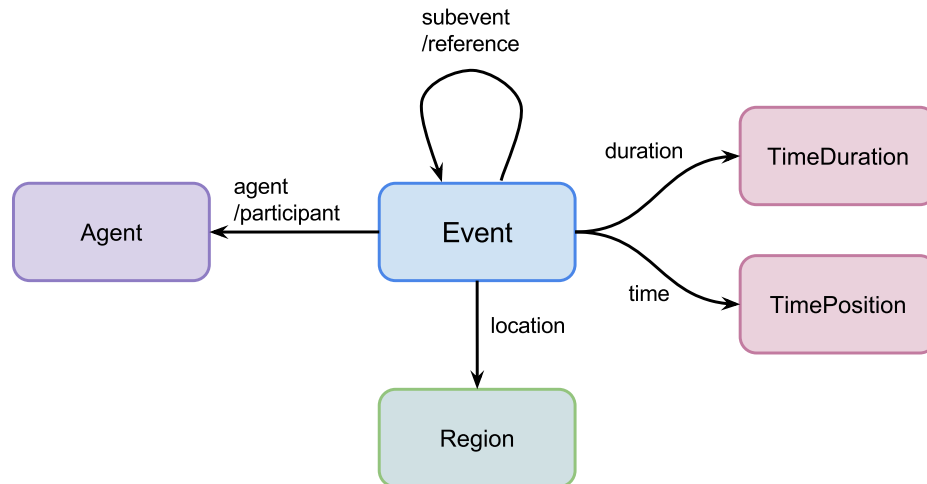 subevent
/reference
duration
TimeDuration
agent
/participant
Agent
Event
time
TimePosition
location
Region